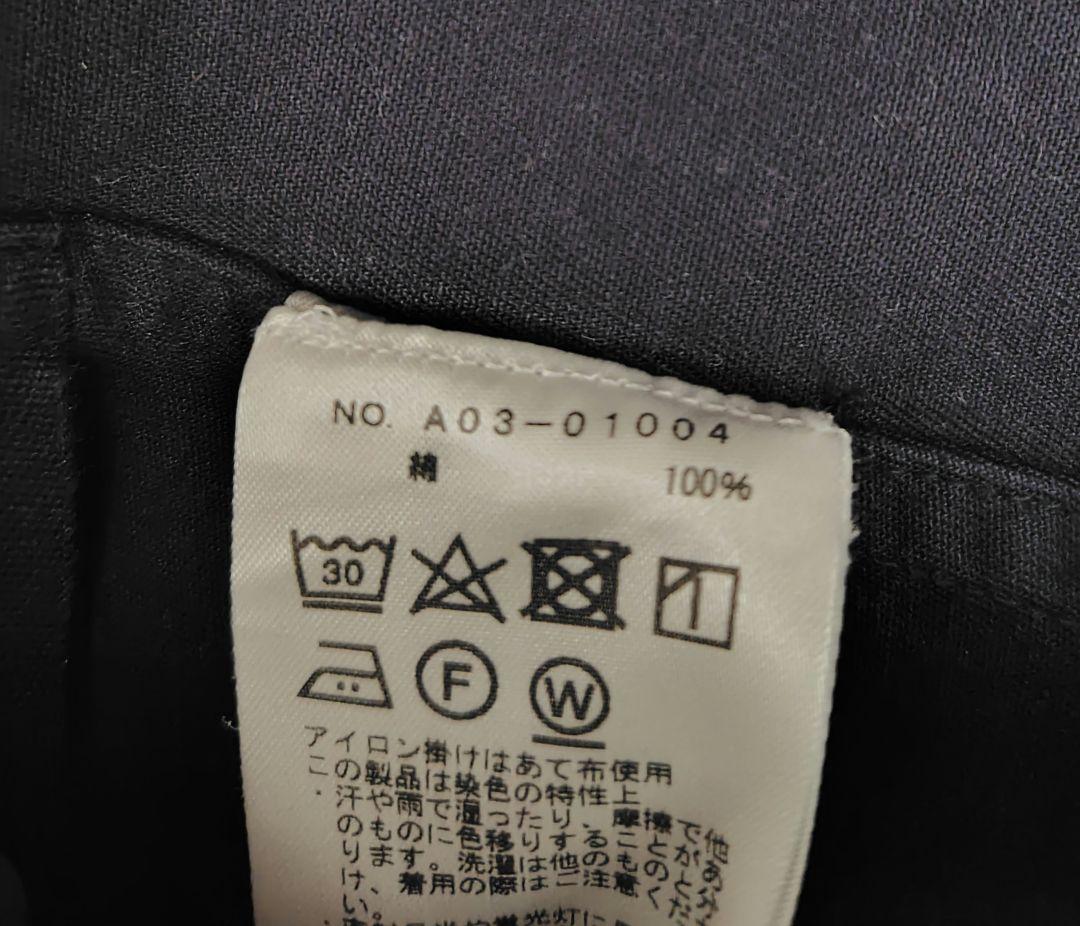 NO. A03-01004
綿 100%
30
F
W
アイロン掛けはあて布使用
この製品は染色の特性上
・汗や雨で湿ったり、摩擦で他
のものに色移りすることがあ
ります。洗濯は他のものと分
け、着用の際はご注意くださ
い。
光灯に